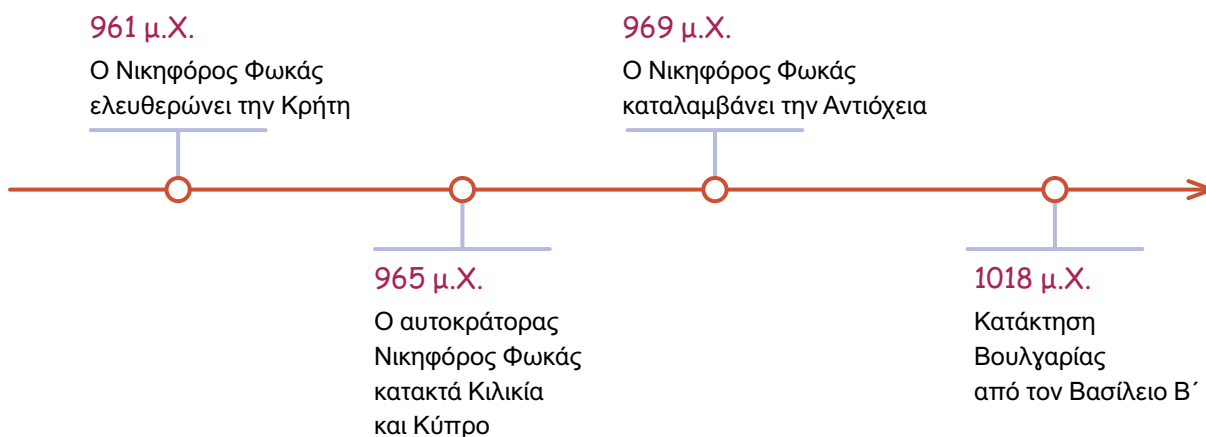 961 μ.Χ.
Ο Νικηφόρος Φωκάς
ελευθερώνει την Κρήτη
965 μ.Χ.
Ο αυτοκράτορας
Νικηφόρος Φωκάς
κατακτά Κιλικία
και Κύπρο
969 μ.Χ.
Ο Νικηφόρος Φωκάς
καταλαμβάνει την Αντιόχεια
1018 μ.Χ.
Κατάκτηση
Βουλγαρίας
από τον Βασίλειο Β΄